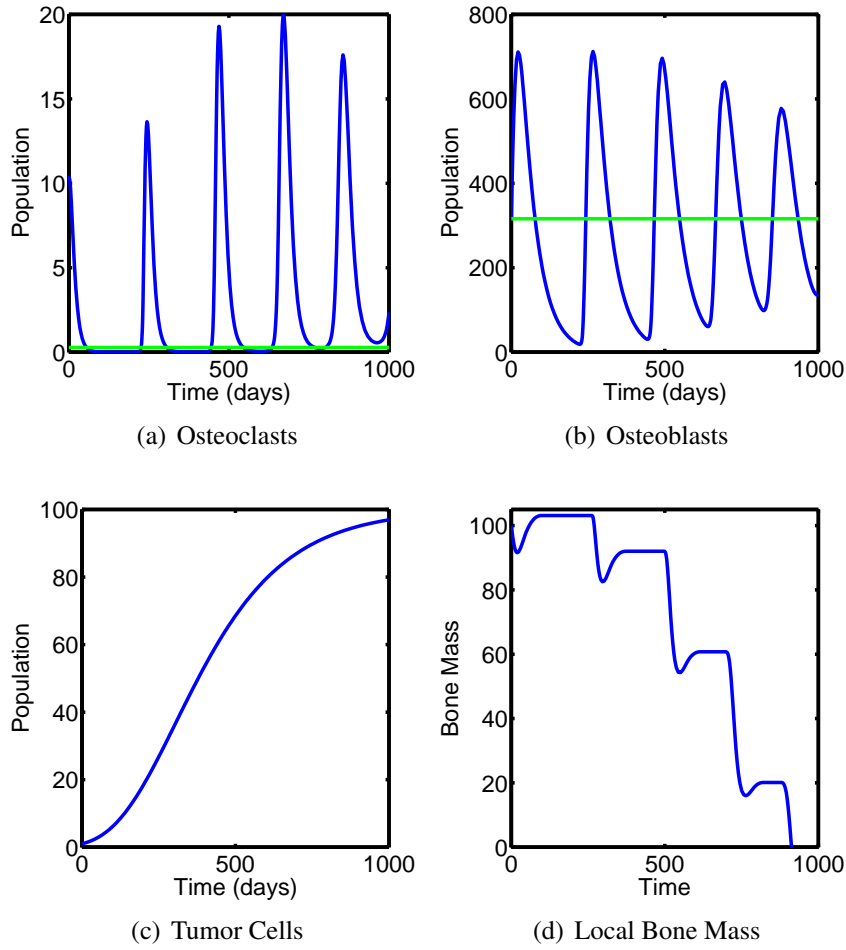 20
15
10
5
0
Population
0
500
1000
Time (days)
(a) Osteoclasts
800
600
400
200
0
Population
0
500
1000
Time (days)
(b) Osteoblasts
100
80
60
40
20
0
Population
0
500
1000
Time (days)
(c) Tumor Cells
100
80
60
40
20
0
Bone Mass
0
500
1000
Time
(d) Local Bone Mass